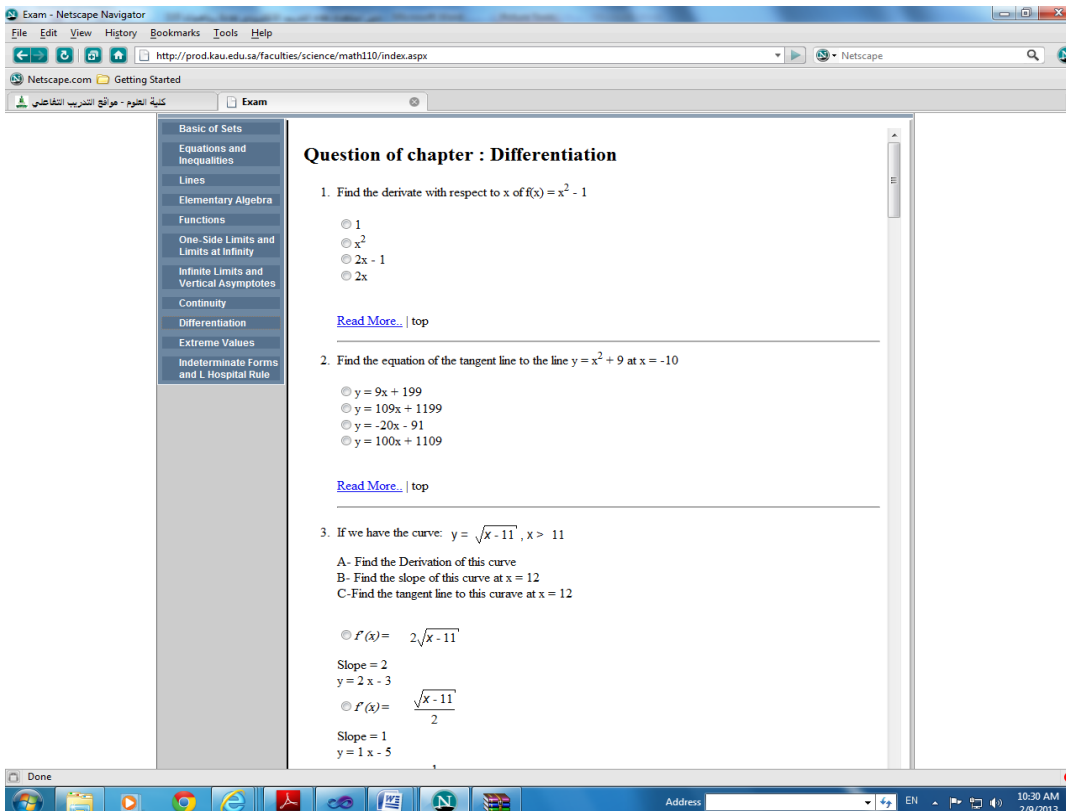 Exam - Netscape Navigator
File Edit View History Bookmarks Tools Help
http://prod.kau.edu.sa/faculties/science/math110/index.aspx
Netscape
Netscape.com Getting Started
كلية العلوم - مواقع التدريب التفاعلي
Exam
Basic of Sets
Equations and
Inequalities
Lines
Elementary Algebra
Functions
One-Side Limits and
Limits at Infinity
Infinite Limits and
Vertical Asymptotes
Continuity
Differentiation
Extreme Values
Indeterminate Forms
and L Hospital Rule
Question of chapter : Differentiation
1. Find the derivate with respect to x of f(x) = x² - 1
1
x²
2x - 1
2x
Read More.. | top
2. Find the equation of the tangent line to the line y = x² + 9 at x = -10
y = 9x + 199
y = 109x + 1199
y = -20x - 91
y = 100x + 1109
Read More.. | top
3. If we have the curve: y = √(x - 11) , x > 11
A- Find the Derivation of this curve
B- Find the slope of this curve at x = 12
C-Find the tangent line to this curave at x = 12
f'(x) = 2√(x - 11)
Slope = 2
y = 2 x - 3
f'(x) = √(x - 11) / 2
Slope = 1
y = 1 x - 5
Done
Address
EN
10:30 AM
2/9/2013